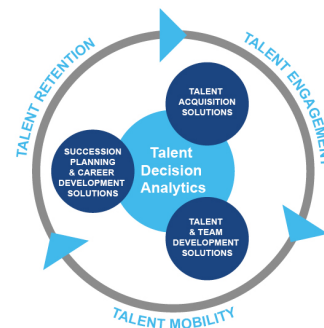 TALENT RETENTION
TALENT ENGAGEMENT
TALENT
ACQUISITION
SOLUTIONS
SUCCESSION
PLANNING
& CAREER
DEVELOPMENT
SOLUTIONS
Talent
Decision
Analytics
TALENT
& TEAM
DEVELOPMENT
SOLUTIONS
TALENT MOBILITY